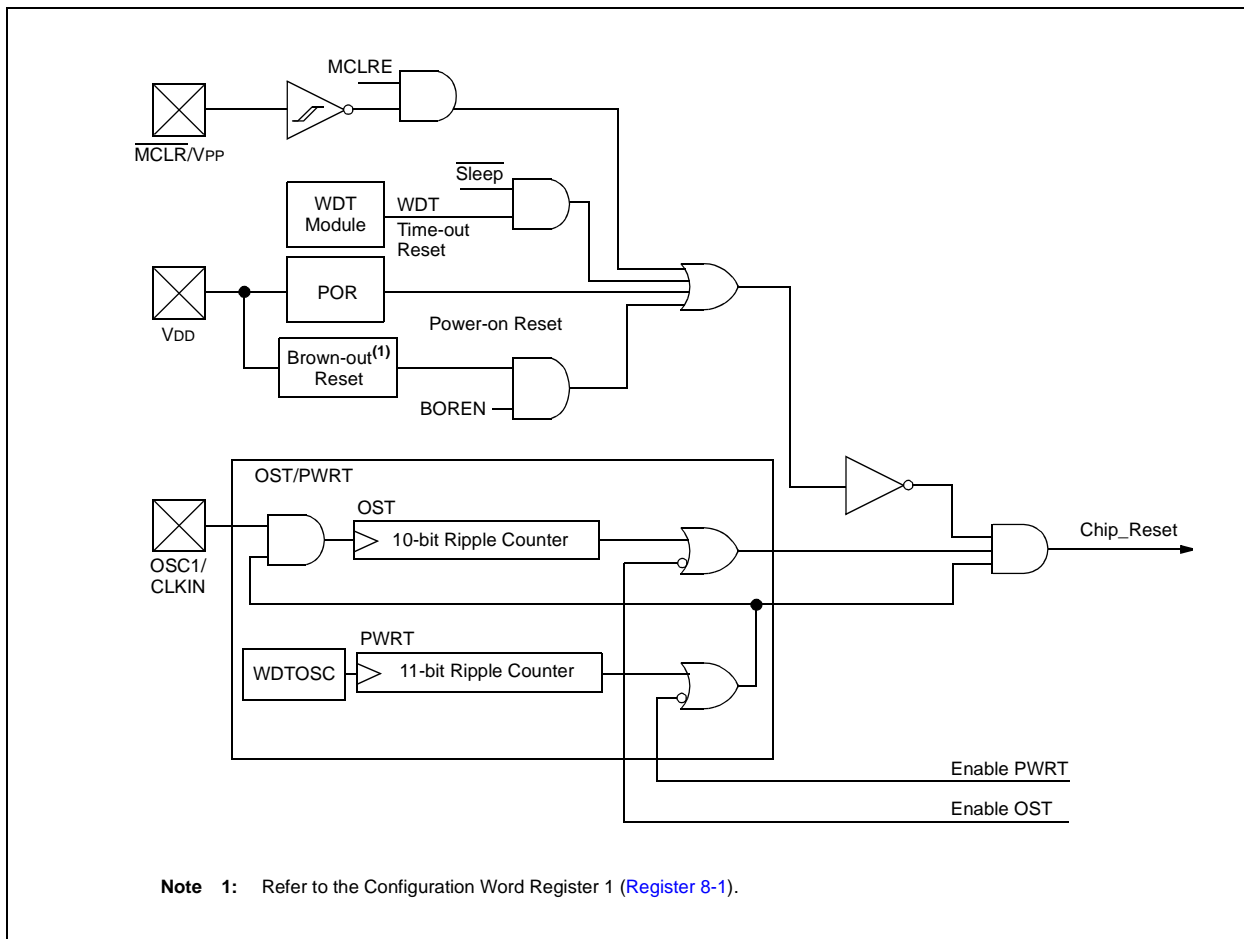 MCLRE
MCLR/VPP
Sleep
WDT
Module
WDT
Time-out
Reset
POR
VDD
Power-on Reset
Brown-out(1)
Reset
BOREN
OST/PWRT
OST
10-bit Ripple Counter
Chip_Reset
OSC1/
CLKIN
PWRT
WDTOSC
11-bit Ripple Counter
Enable PWRT
Enable OST
Note 1: Refer to the Configuration Word Register 1 (Register 8-1).